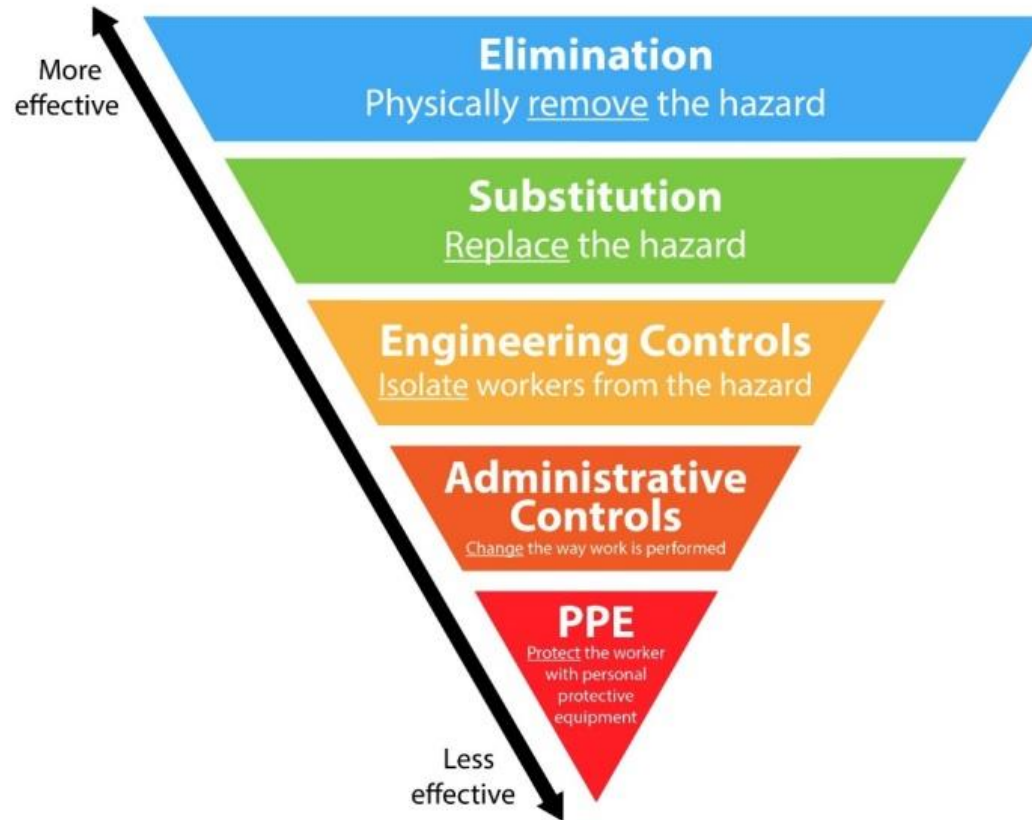 More
effective
Elimination
Physically remove the hazard
Substitution
Replace the hazard
Engineering Controls
Isolate workers from the hazard
Administrative
Controls
Change the way work is performed
PPE
Protect the worker
with personal
protective
equipment
Less
effective